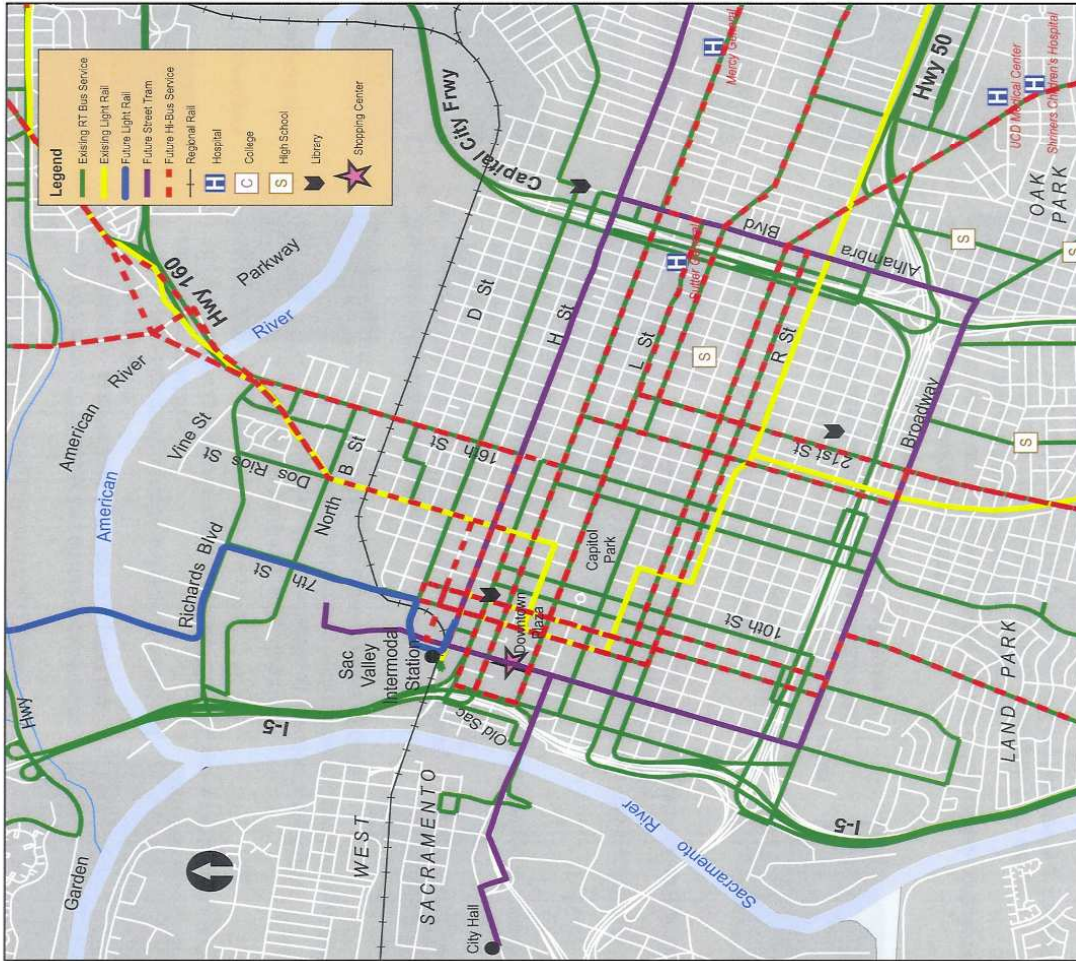 Legend
Existing RT Bus Service
Existing Light Rail
Future Light Rail
Future Street Tram
Future Hi-Bus Service
Regional Rail
H Hospital
C College
S High School
Library
Shopping Center
Garden
Hwy
American
River
Parkway
Hwy 160
American
River
Vine St
Dos Rios St
Richards Blvd
North B St
7th St
16th St
D St
H St
L St
R St
Capital City Frwy
Sac
Valley
Intermodal
Station
I-5
WEST
SACRAMENTO
City Hall
Old Sac
Downtown
Plaza
Capitol
Park
10th St
21st St
Broadway
Alhambra Blvd
H
Sutter General
H
Mercy General
Hwy 50
H
UCD Medical Center
H
Shriners Children's Hospital
OAK
PARK
S
S
S
S
LAND PARK
Sacramento River
I-5